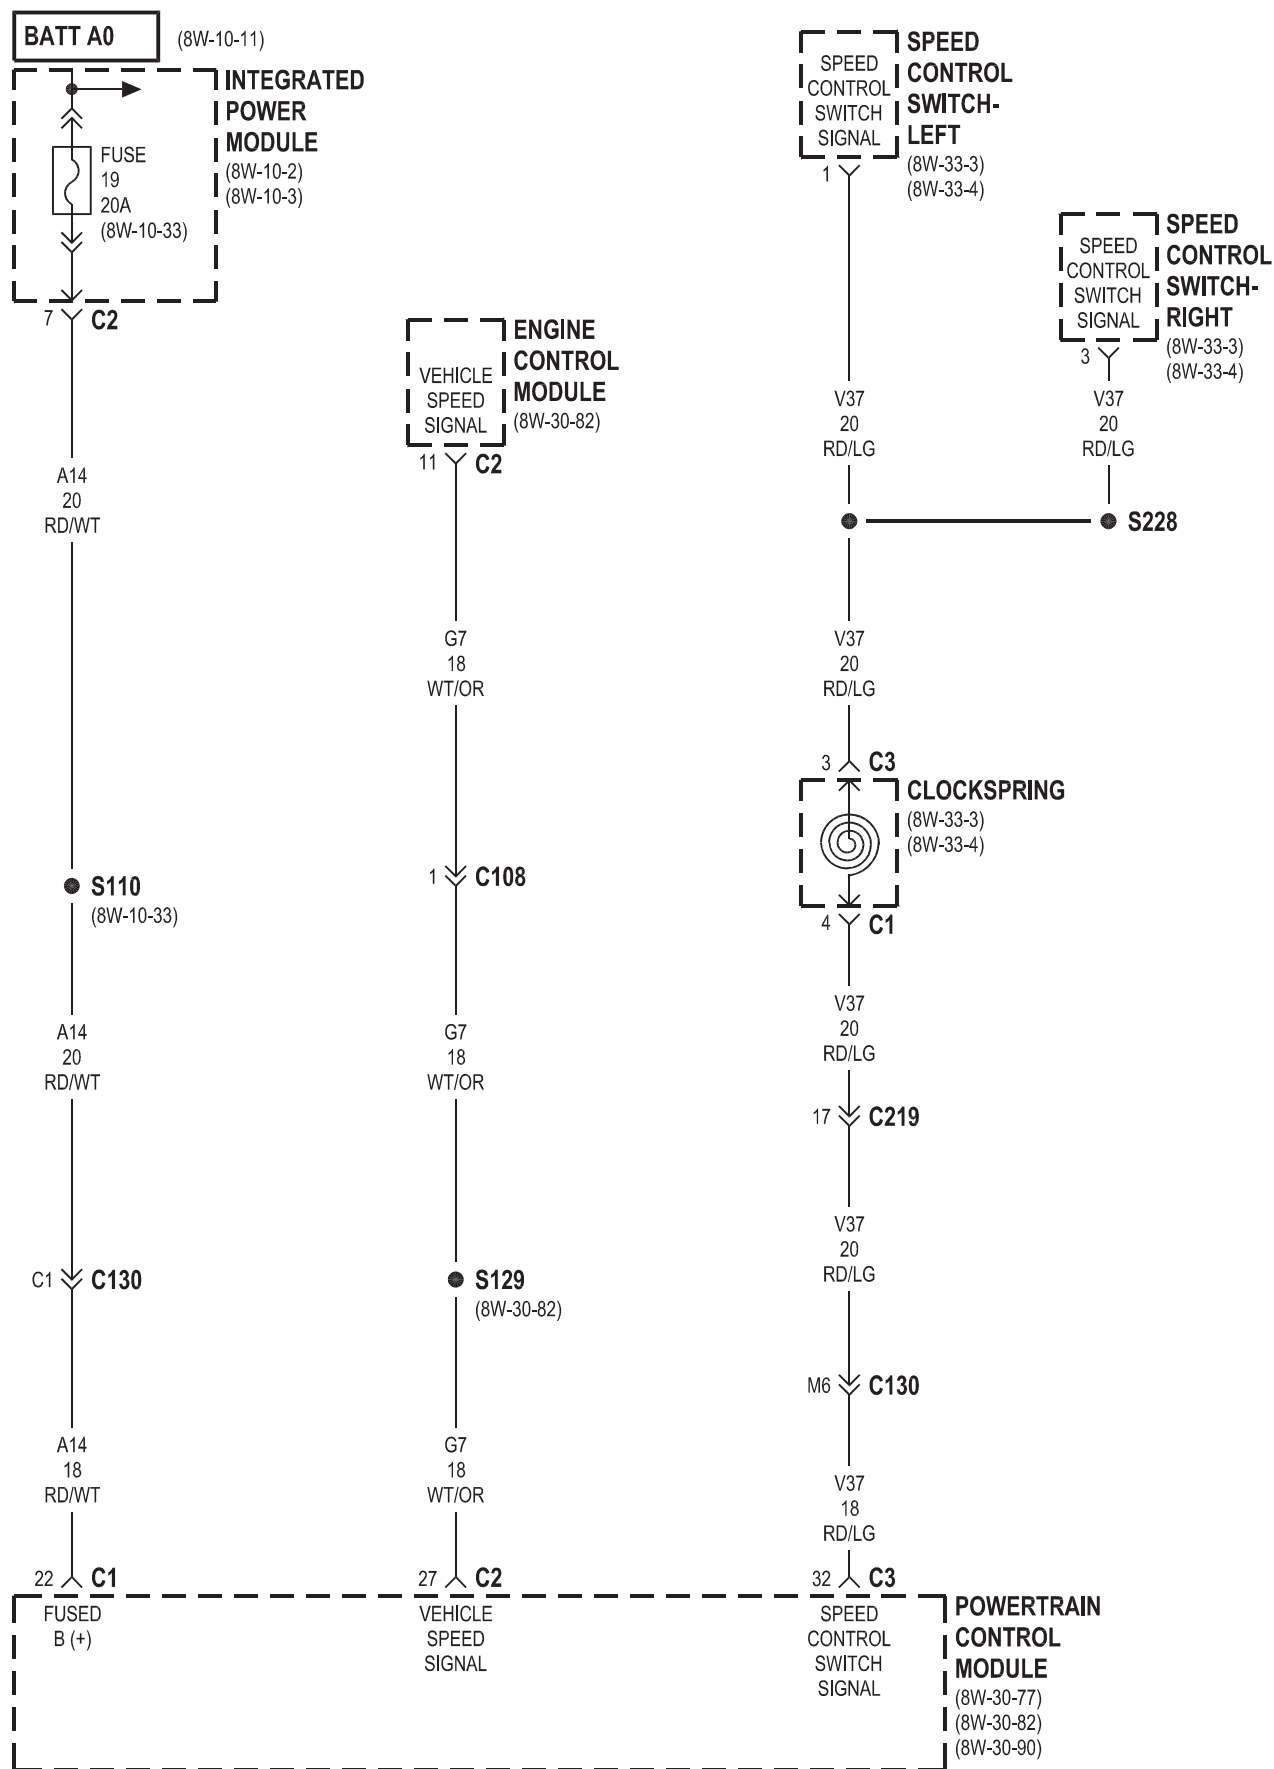 BATT A0
(8W-10-11)
INTEGRATED
POWER
MODULE
(8W-10-2)
(8W-10-3)
FUSE
19
20A
(8W-10-33)
7
C2
A14
20
RD/WT
S110
(8W-10-33)
A14
20
RD/WT
C1
C130
A14
18
RD/WT
22
C1
FUSED
B (+)
ENGINE
CONTROL
MODULE
(8W-30-82)
VEHICLE
SPEED
SIGNAL
11
C2
G7
18
WT/OR
1
C108
G7
18
WT/OR
S129
(8W-30-82)
G7
18
WT/OR
27
C2
VEHICLE
SPEED
SIGNAL
SPEED
CONTROL
SWITCH
SIGNAL
SPEED
CONTROL
SWITCH-
LEFT
(8W-33-3)
(8W-33-4)
1
V37
20
RD/LG
SPEED
CONTROL
SWITCH
SIGNAL
SPEED
CONTROL
SWITCH-
RIGHT
(8W-33-3)
(8W-33-4)
3
V37
20
RD/LG
S228
V37
20
RD/LG
3
C3
CLOCKSPRING
(8W-33-3)
(8W-33-4)
4
C1
V37
20
RD/LG
17
C219
V37
20
RD/LG
M6
C130
V37
18
RD/LG
32
C3
SPEED
CONTROL
SWITCH
SIGNAL
POWERTRAIN
CONTROL
MODULE
(8W-30-77)
(8W-30-82)
(8W-30-90)